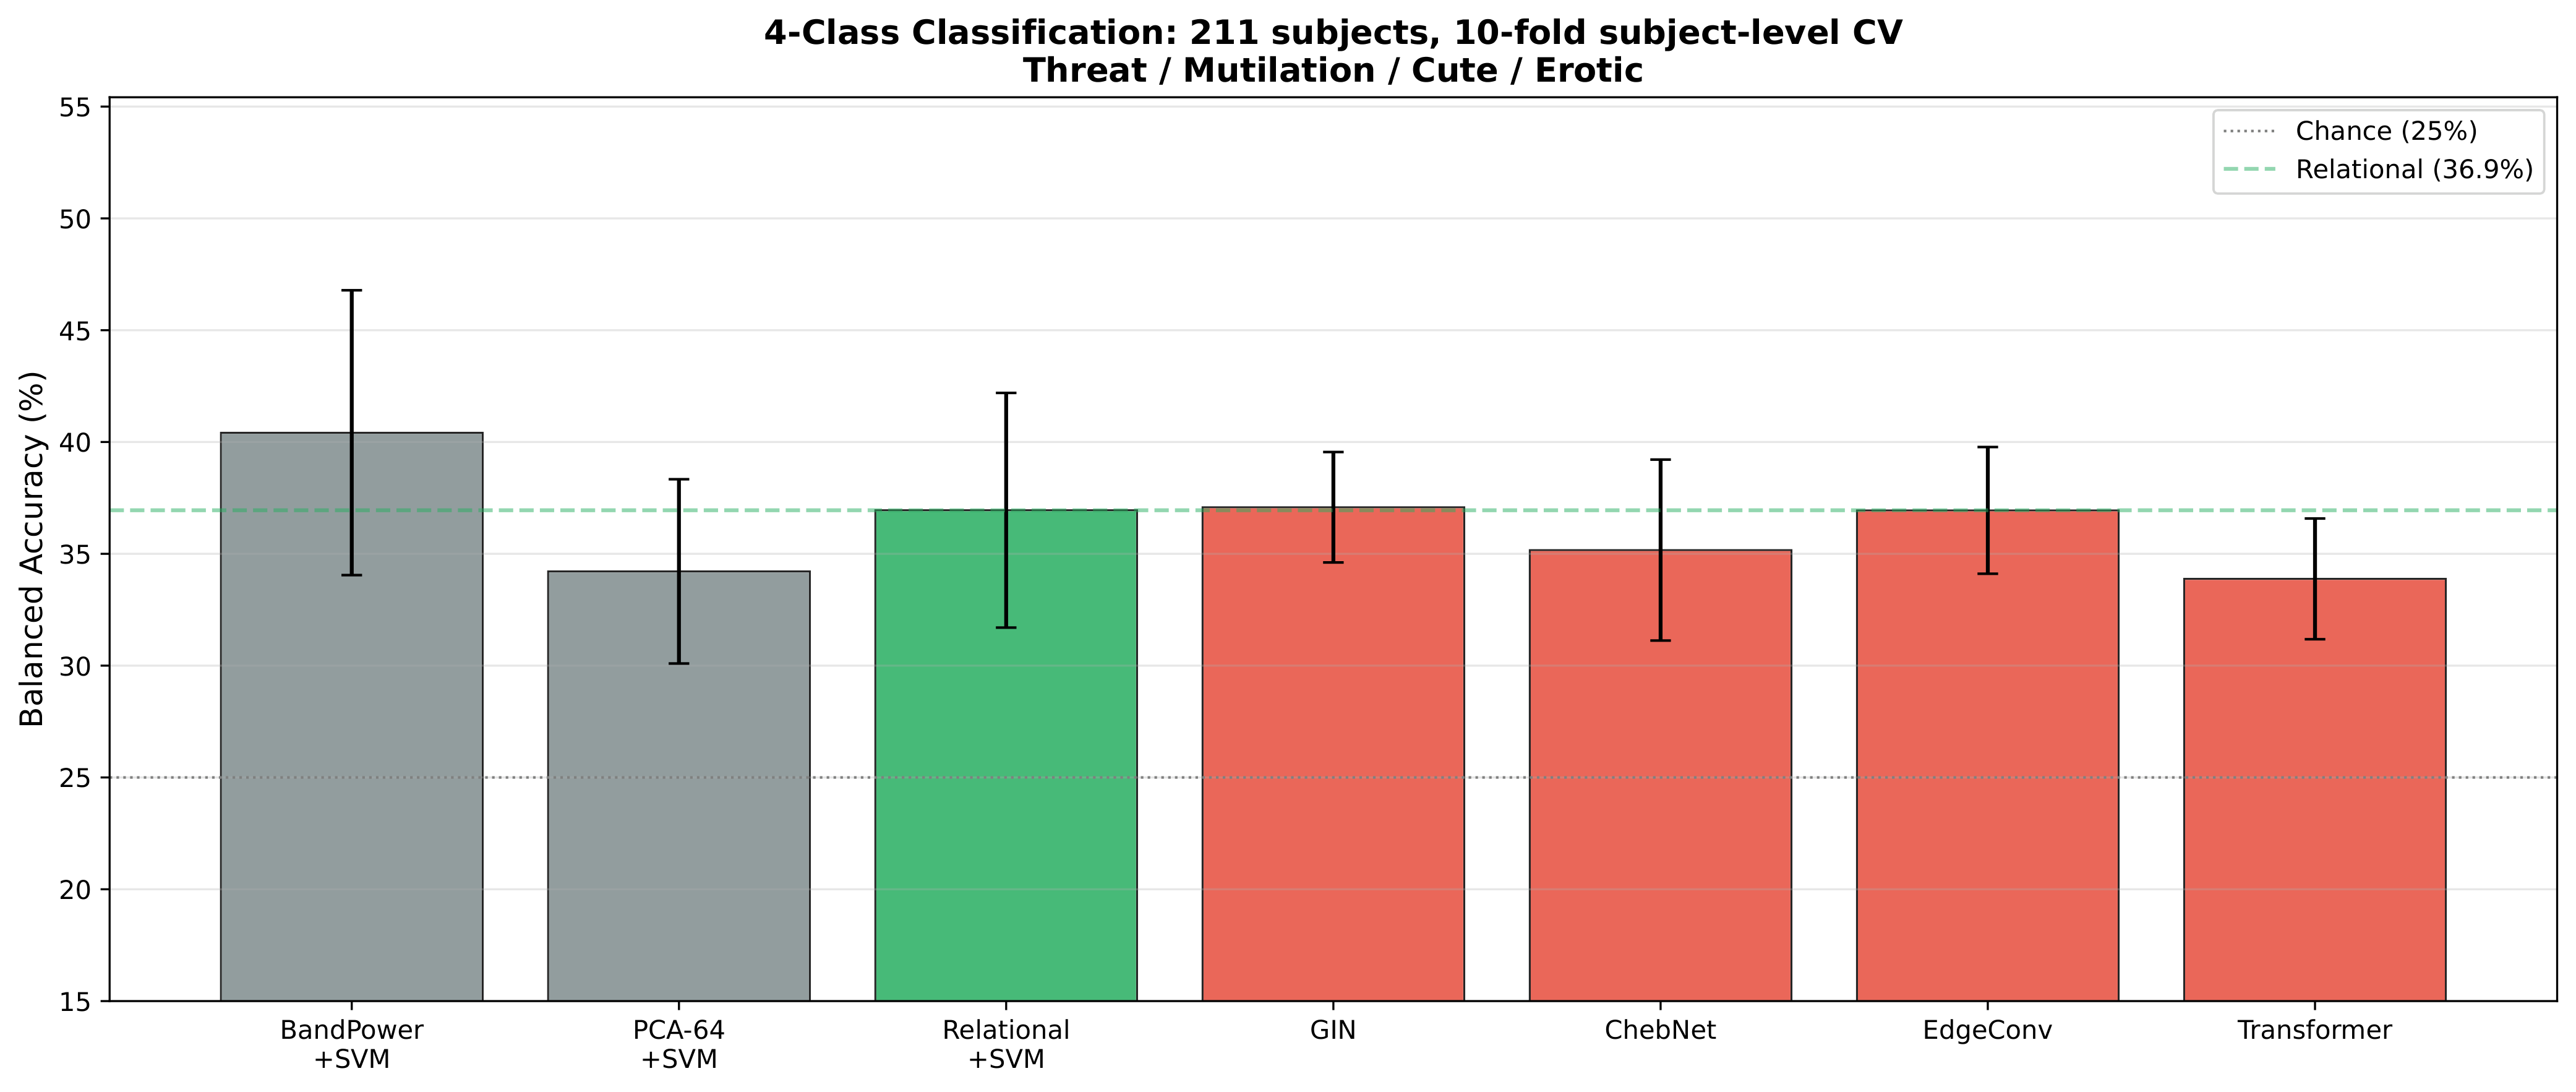 4-Class Classification: 211 subjects, 10-fold subject-level CV
Threat / Mutilation / Cute / Erotic
Chance (25%)
Relational (36.9%)
Balanced Accuracy (%)
55
50
45
40
35
30
25
20
15
BandPower
+SVM
PCA-64
+SVM
Relational
+SVM
GIN
ChebNet
EdgeConv
Transformer